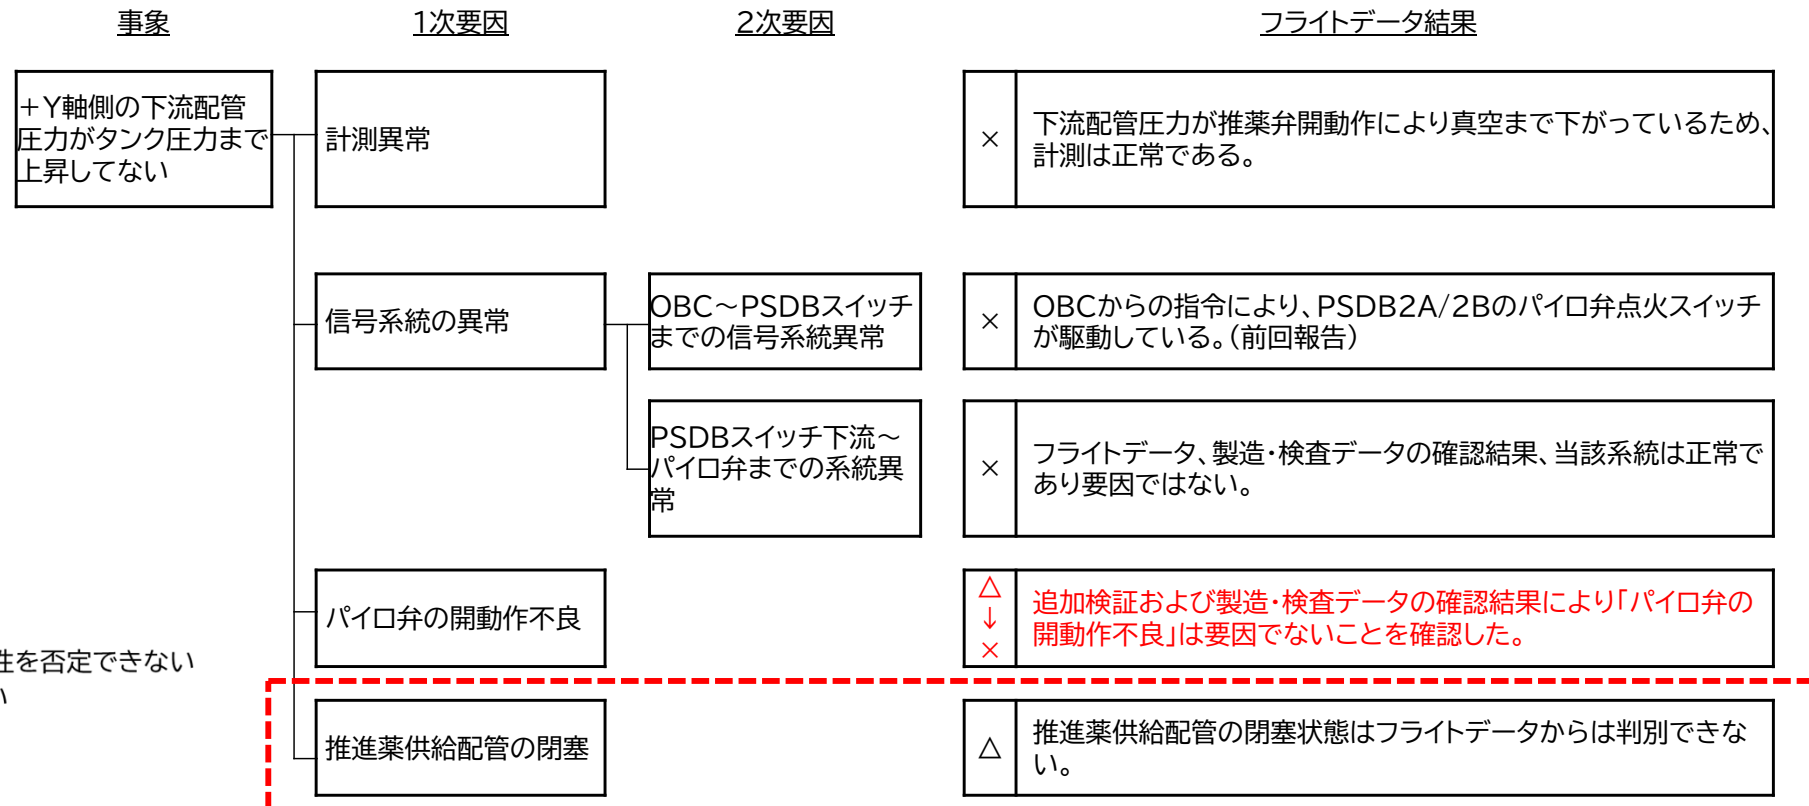 事象
1次要因
2次要因
フライトデータ結果
+Y軸側の下流配管
圧力がタンク圧力まで
上昇してない
計測異常
×
下流配管圧力が推薬弁開動作により真空まで下がっているため、
計測は正常である。
信号系統の異常
OBC～PSDBスイッチ
までの信号系統異常
×
OBCからの指令により、PSDB2A/2Bのパイロ弁点火スイッチ
が駆動している。(前回報告)
PSDBスイッチ下流～
パイロ弁までの系統異
常
×
フライトデータ、製造・検査データの確認結果、当該系統は正常で
あり要因ではない。
パイロ弁の開動作不良
△
↓
×
追加検証および製造・検査データの確認結果により「パイロ弁の
開動作不良」は要因でないことを確認した。
性を否定できない
い
推進薬供給配管の閉塞
△
推進薬供給配管の閉塞状態はフライトデータからは判別できな
い。